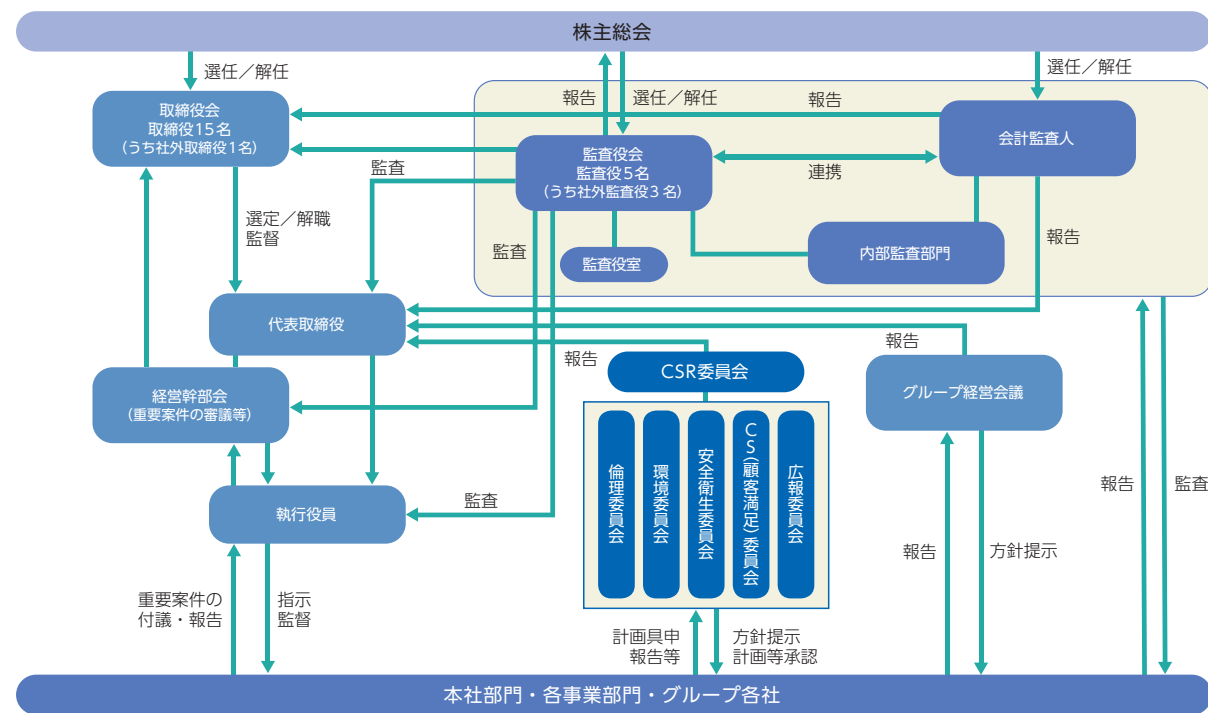 株主総会
選任／解任
報告
選任／解任
選任／解任
取締役会
取締役15名
（うち社外取締役1名）
報告
会計監査人
監査役会
監査役5名
（うち社外監査役3名）
監査
連携
選定／解職
監督
監査
監査役室
内部監査部門
報告
代表取締役
報告
報告
CSR委員会
経営幹部会
（重要案件の審議等）
グループ経営会議
倫理委員会
環境委員会
安全衛生委員会
CS（顧客満足）委員会
広報委員会
執行役員
監査
報告
監査
報告
方針提示
重要案件の
付議・報告
指示
監督
計画具申
報告等
方針提示
計画等承認
本社部門・各事業部門・グループ各社